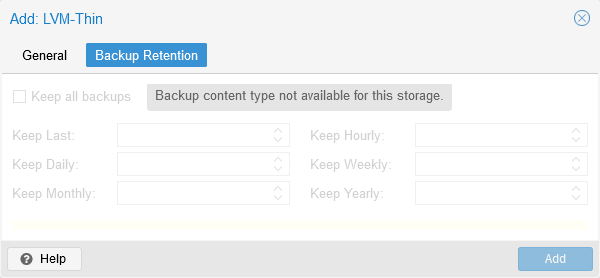 Add: LVM-Thin
General Backup Retention
Keep all backups Backup content type not available for this storage.
Keep Last: Keep Hourly:
Keep Daily: Keep Weekly:
Keep Monthly: Keep Yearly:
Help Add